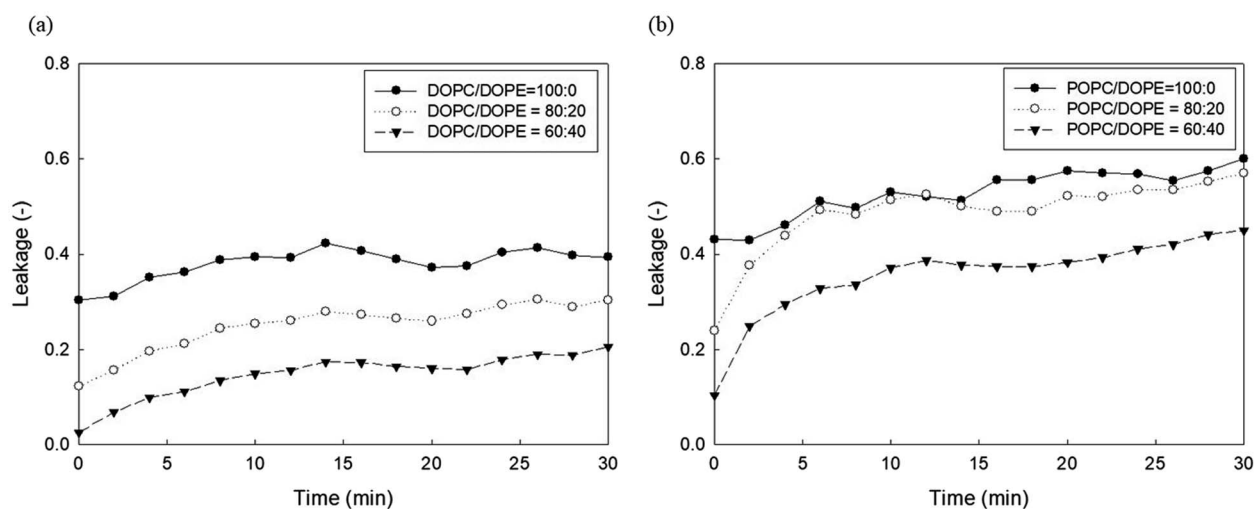 (a)
0.8
0.6
0.4
0.2
0.0
Leakage (-)
DOPC/DOPE=100:0
DOPC/DOPE = 80:20
DOPC/DOPE = 60:40
0 5 10 15 20 25 30
Time (min)
(b)
0.8
0.6
0.4
0.2
0.0
Leakage (-)
POPC/DOPE=100:0
POPC/DOPE = 80:20
POPC/DOPE = 60:40
0 5 10 15 20 25 30
Time (min)